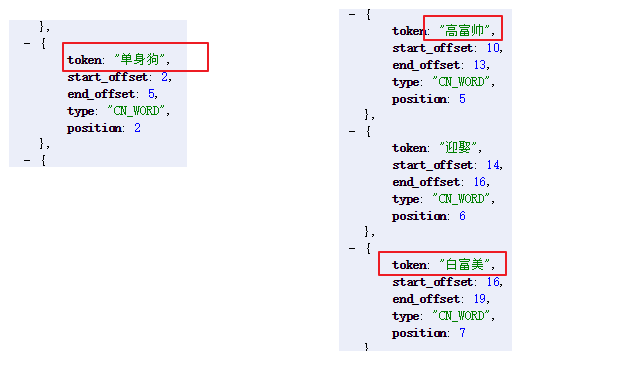 },
− {
token: "单身狗",
start_offset: 2,
end_offset: 5,
type: "CN_WORD",
position: 2
},
− {
− {
token: "高富帅",
start_offset: 10,
end_offset: 13,
type: "CN_WORD",
position: 5
},
− {
token: "迎娶",
start_offset: 14,
end_offset: 16,
type: "CN_WORD",
position: 6
},
− {
token: "白富美",
start_offset: 16,
end_offset: 19,
type: "CN_WORD",
position: 7
}